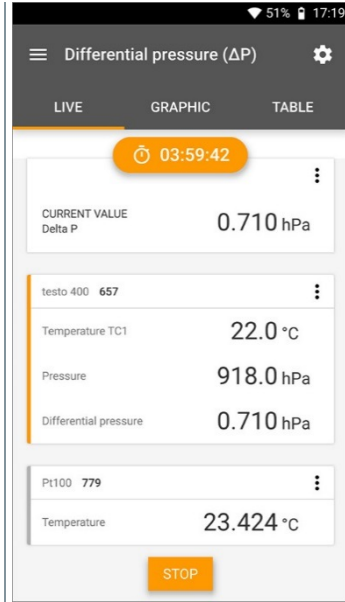 51% 17:19
Differential pressure (ΔP)
LIVE GRAPHIC TABLE
03:59:42
CURRENT VALUE
Delta P 0.710 hPa
testo 400 657
Temperature TC1 22.0 °C
Pressure 918.0 hPa
Differential pressure 0.710 hPa
Pt100 779
Temperature 23.424 °C
STOP